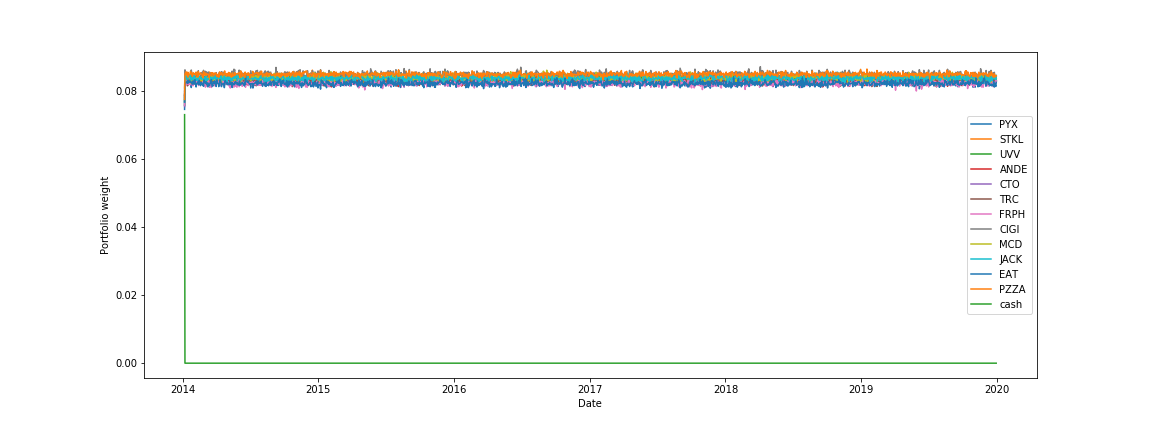 0.08
0.06
0.04
0.02
0.00
Portfolio weight
PYX
STKL
UVV
ANDE
CTO
TRC
FRPH
CIGI
MCD
JACK
EAT
PZZA
cash
2014 2015 2016 2017 2018 2019 2020
Date